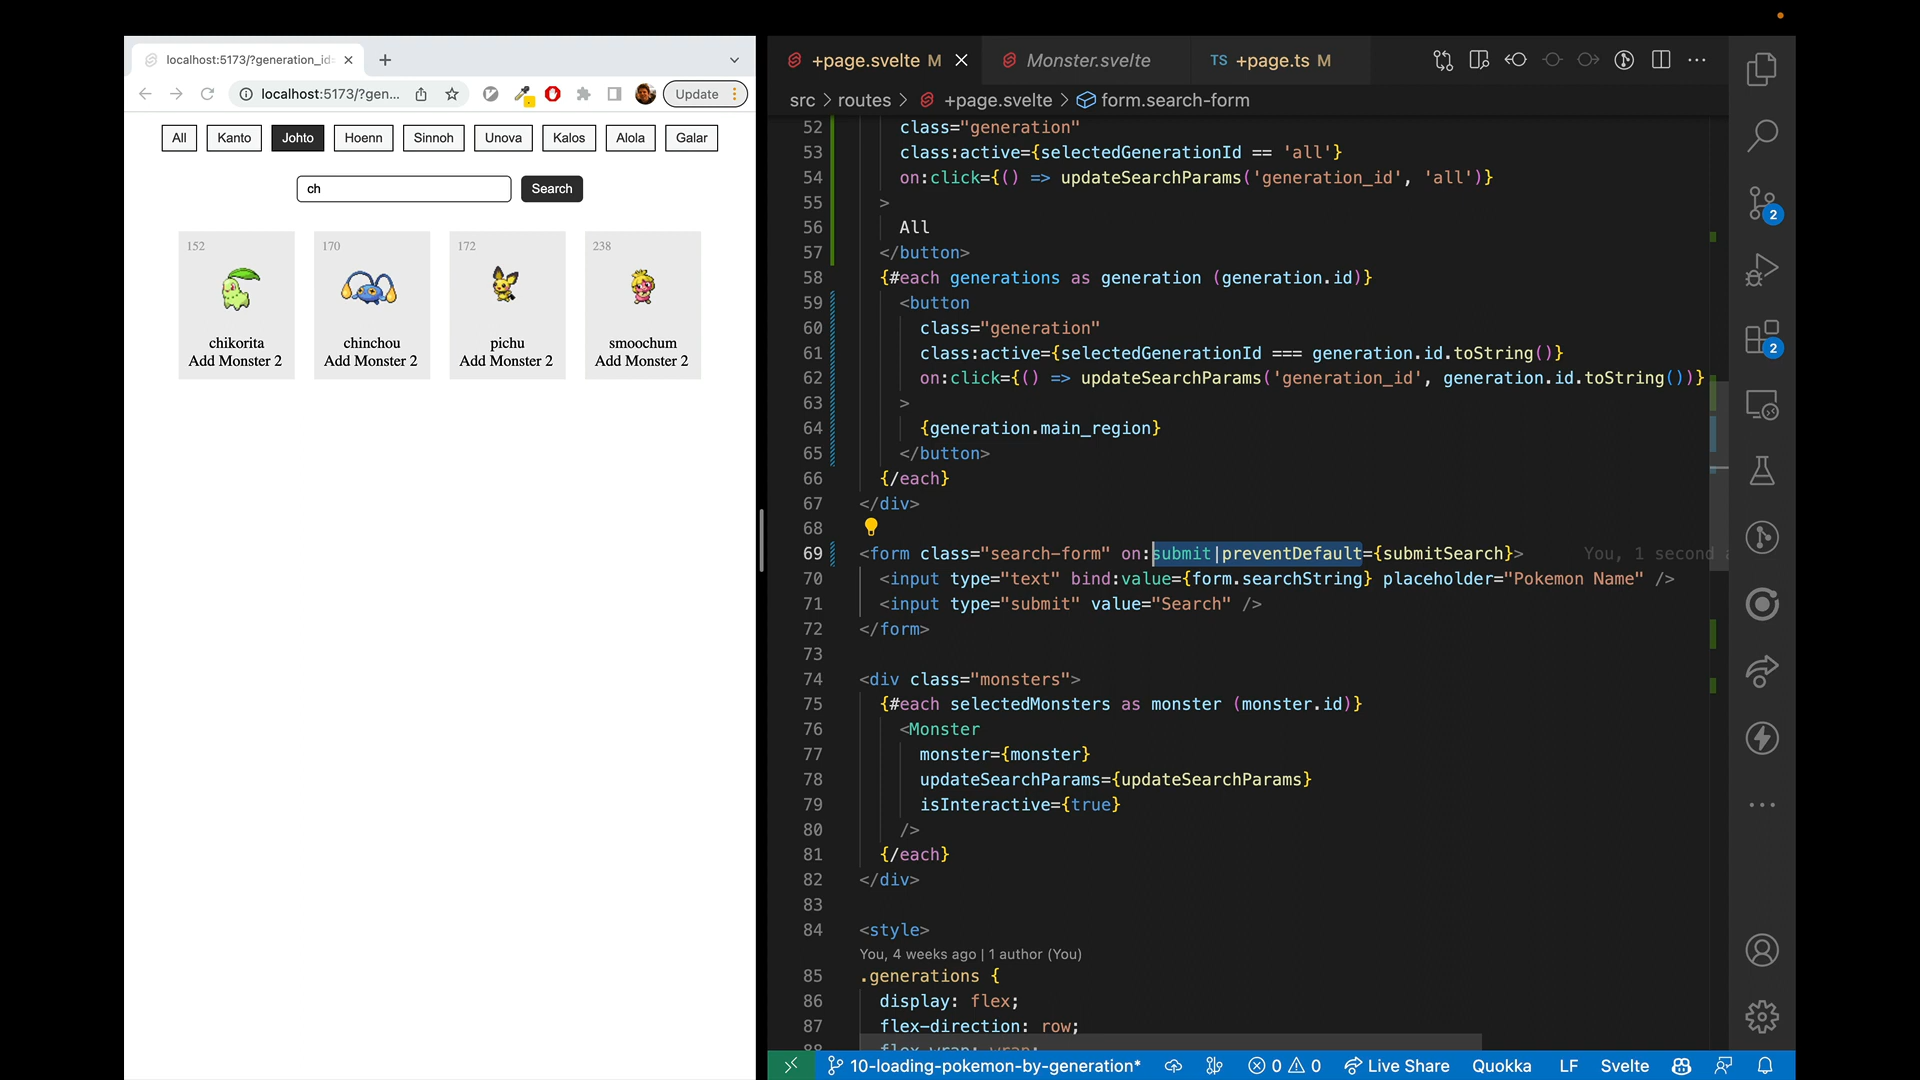 localhost:5173/?generation_id=
localhost:5173/?gen...
Update
All
Kanto
Johto
Hoenn
Sinnoh
Unova
Kalos
Alola
Galar
ch
Search
152
170
172
238
chikorita
chinchou
pichu
smoochum
Add Monster 2
Add Monster 2
Add Monster 2
Add Monster 2
+page.svelte M
Monster.svelte
TS +page.ts M
src > routes > +page.svelte > form.search-form
52 class="generation"
53 class:active={selectedGenerationId == 'all'}
54 on:click={() => updateSearchParams('generation_id', 'all')}
55 >
56 All
57 </button>
58 {#each generations as generation (generation.id)}
59 <button
60 class="generation"
61 class:active={selectedGenerationId === generation.id.toString()}
62 on:click={() => updateSearchParams('generation_id', generation.id.toString())}
63 >
64 {generation.main_region}
65 </button>
66 {/each}
67 </div>
68
69 <form class="search-form" on:submit|preventDefault={submitSearch}> You, 1 second
70 <input type="text" bind:value={form.searchString} placeholder="Pokemon Name" />
71 <input type="submit" value="Search" />
72 </form>
73
74 <div class="monsters">
75 {#each selectedMonsters as monster (monster.id)}
76 <Monster
77 monster={monster}
78 updateSearchParams={updateSearchParams}
79 isInteractive={true}
80 />
81 {/each}
82 </div>
83
84 <style>
You, 4 weeks ago | 1 author (You)
85 .generations {
86 display: flex;
87 flex-direction: row;
88 flex-wrap: wrap;
2
2
10-loading-pokemon-by-generation*
0 0
Live Share
Quokka
LF
Svelte